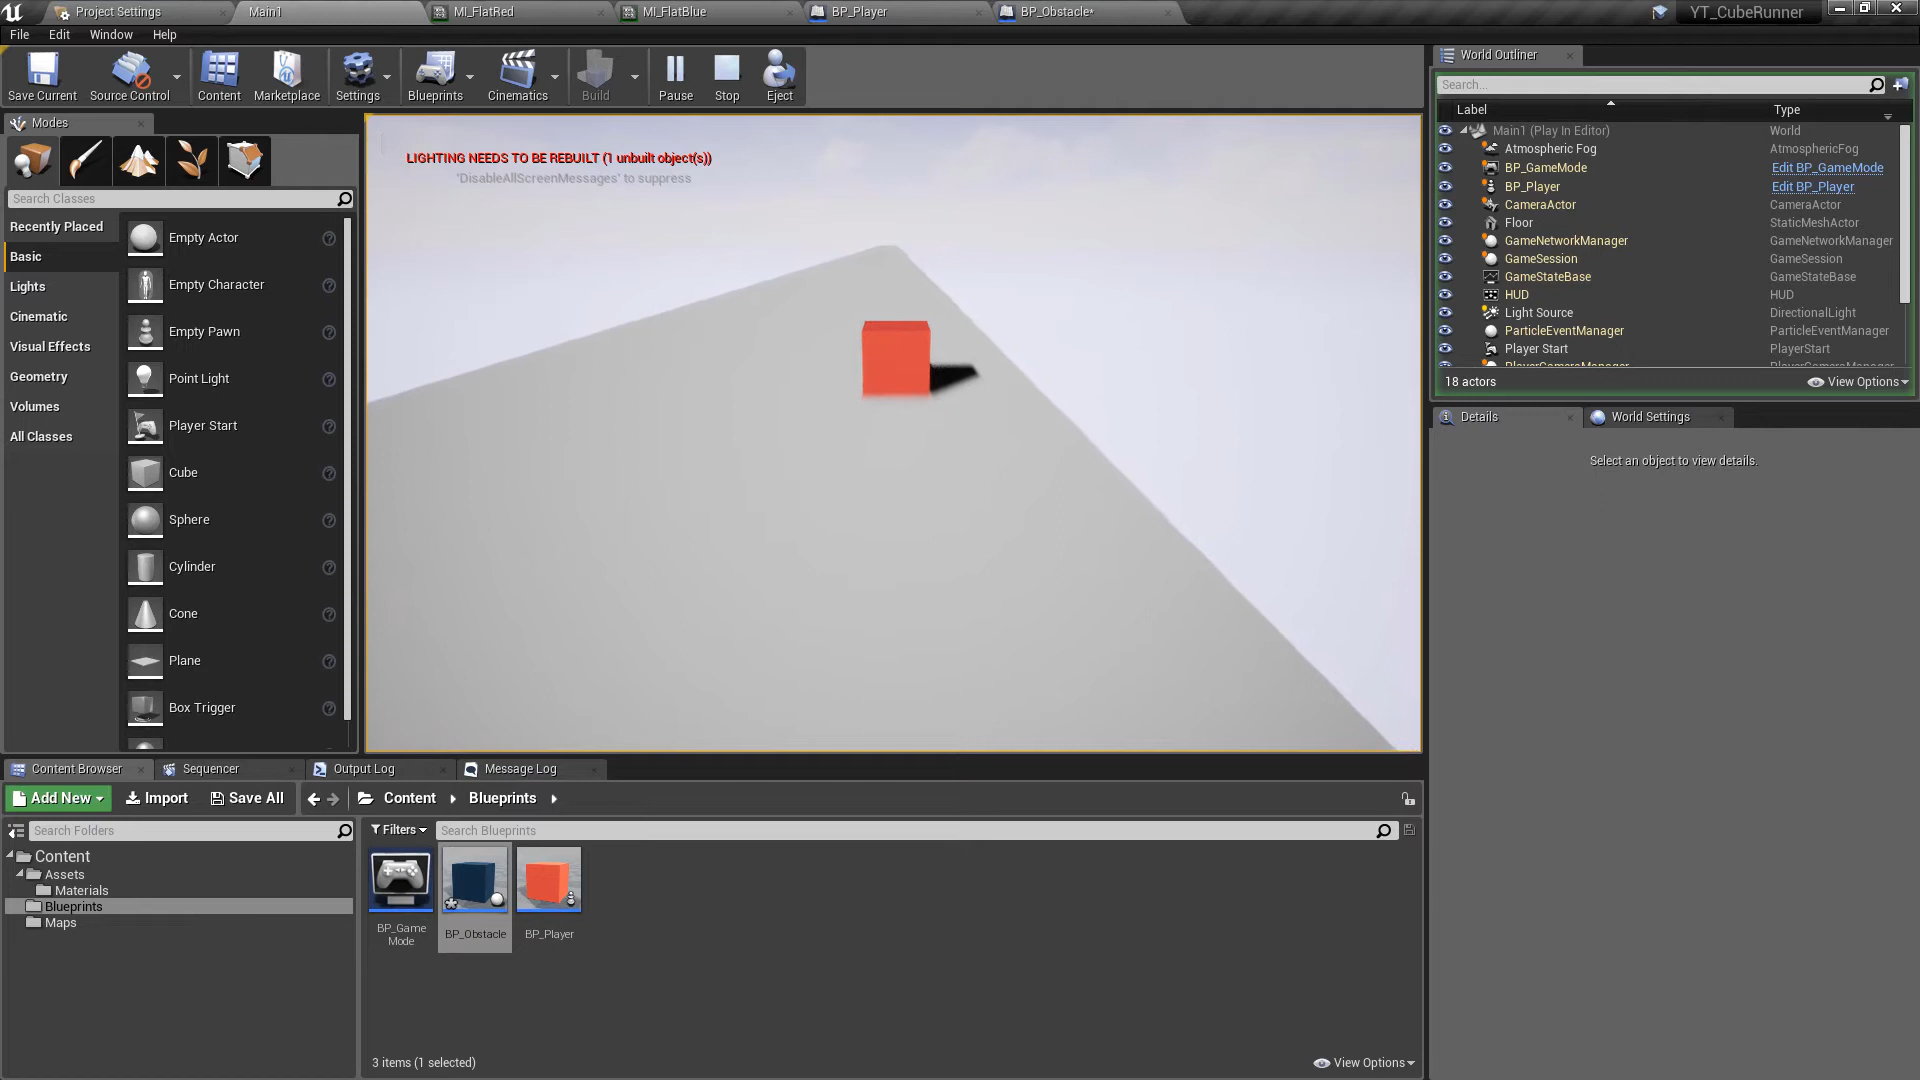 Project Settings
Main1
MI_FlatRed
MI_FlatBlue
BP_Player
BP_Obstacle*
YT_CubeRunner
File
Edit
Window
Help
Save Current
Source Control
Content
Marketplace
Settings
Blueprints
Cinematics
Build
Pause
Stop
Eject
Modes
Search Classes
Recently Placed
Basic
Lights
Cinematic
Visual Effects
Geometry
Volumes
All Classes
Empty Actor
Empty Character
Empty Pawn
Point Light
Player Start
Cube
Sphere
Cylinder
Cone
Plane
Box Trigger
LIGHTING NEEDS TO BE REBUILT (1 unbuilt object(s))
'DisableAllScreenMessages' to suppress
World Outliner
Search...
Label Type
Main1 (Play In Editor) World
Atmospheric Fog AtmosphericFog
BP_GameMode Edit BP_GameMode
BP_Player Edit BP_Player
CameraActor CameraActor
Floor StaticMeshActor
GameNetworkManager GameNetworkManager
GameSession GameSession
GameStateBase GameStateBase
HUD HUD
Light Source DirectionalLight
ParticleEventManager ParticleEventManager
Player Start PlayerStart
PlayerCameraManager PlayerCameraManager
18 actors
View Options
Details
World Settings
Select an object to view details.
Content Browser
Sequencer
Output Log
Message Log
Add New
Import
Save All
Content
Blueprints
Search Folders
Content
Assets
Materials
Blueprints
Maps
Filters
Search Blueprints
BP_Game
Mode
BP_Obstacle
BP_Player
3 items (1 selected)
View Options